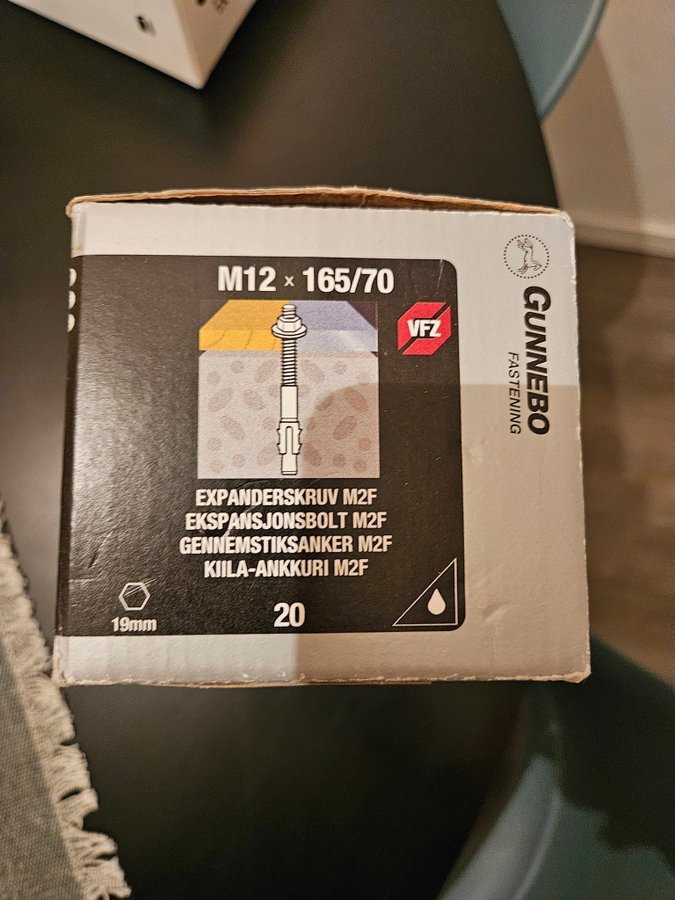 M12 x 165/70
VFZ
EXPANDERSKRUV M2F
EKSPANSJONSBOLT M2F
GENNEMSTIKSANKER M2F
KIILA-ANKKURI M2F
19mm
20
GUNNEBO
FASTENING